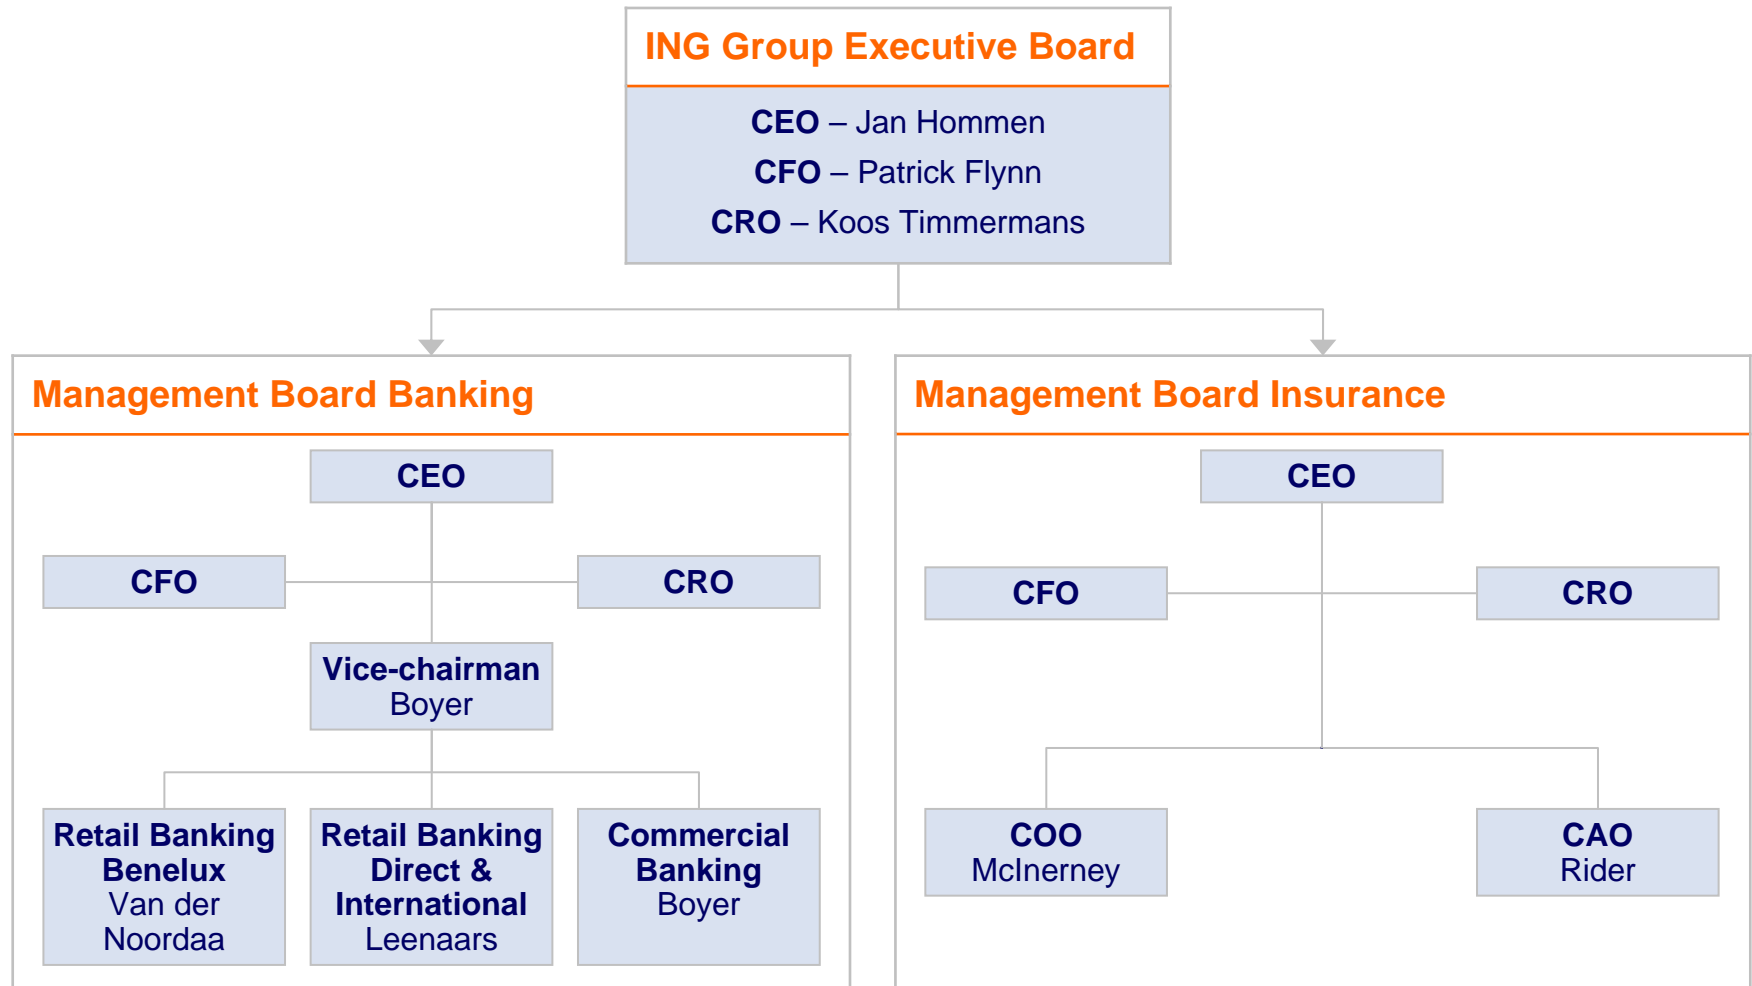 ING Group Executive Board
CEO – Jan Hommen
CFO – Patrick Flynn
CRO – Koos Timmermans
Management Board Banking
CEO
CFO
CRO
Vice-chairman
Boyer
Retail Banking
Benelux
Van der
Noordaa
Retail Banking
Direct &
International
Leenaars
Commercial
Banking
Boyer
Management Board Insurance
CEO
CFO
CRO
COO
McInerney
CAO
Rider